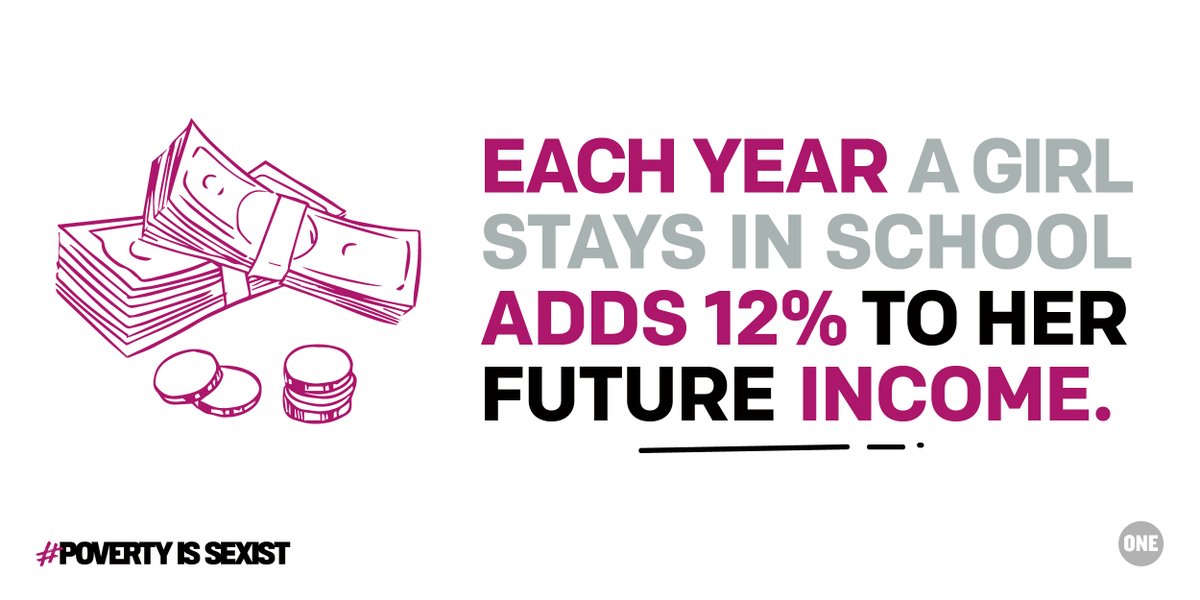 EACH YEAR A GIRL
STAYS IN SCHOOL
ADDS 12% TO HER
FUTURE INCOME.
#POVERTY IS SEXIST
ONE